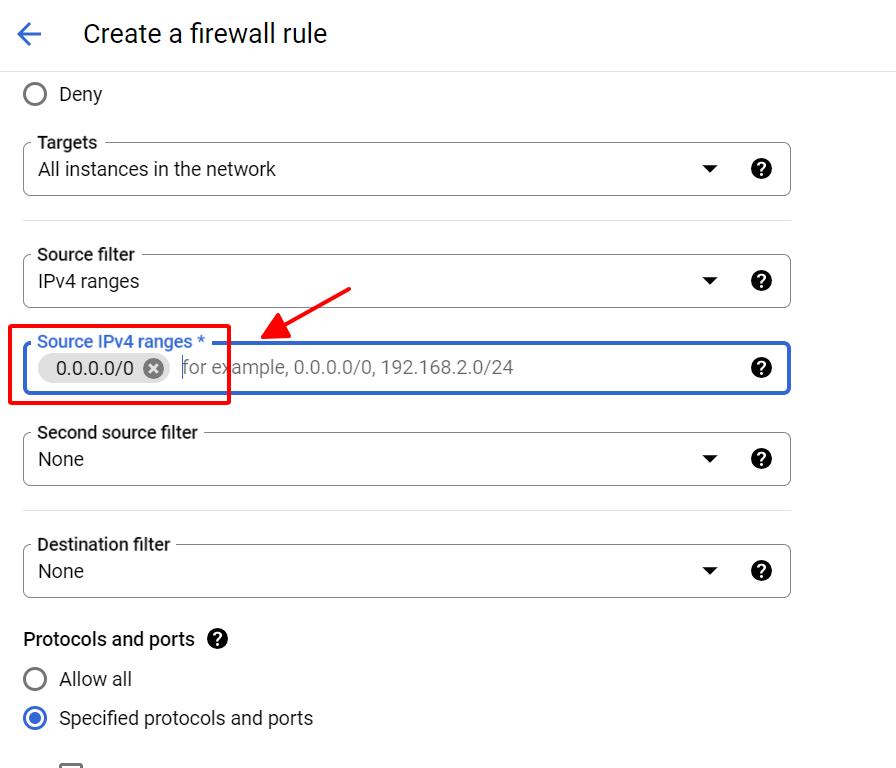 Create a firewall rule
Deny
Targets
All instances in the network
Source filter
IPv4 ranges
Source IPv4 ranges *
0.0.0.0/0 for example, 0.0.0.0/0, 192.168.2.0/24
Second source filter
None
Destination filter
None
Protocols and ports
Allow all
Specified protocols and ports